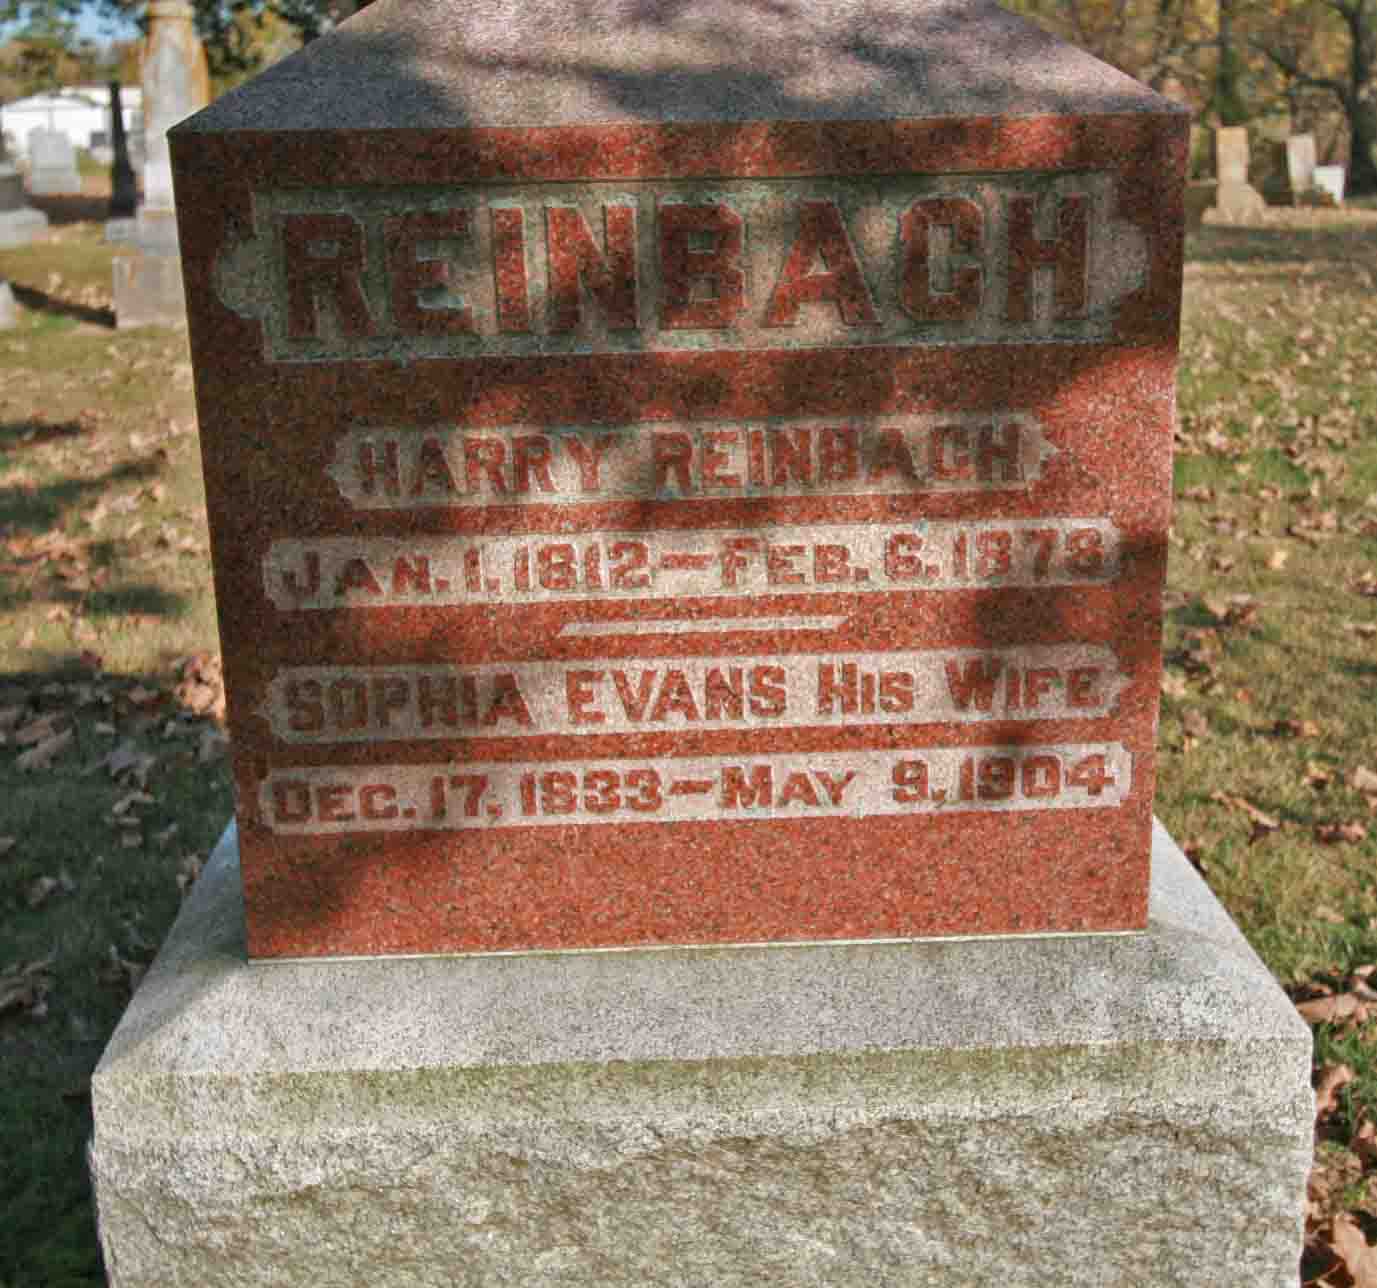 REINBACH
HARRY REINBACH
JAN. 1, 1812–FEB. 6, 1878
SOPHIA EVANS HIS WIFE
DEC. 17, 1833–MAY 9, 1904